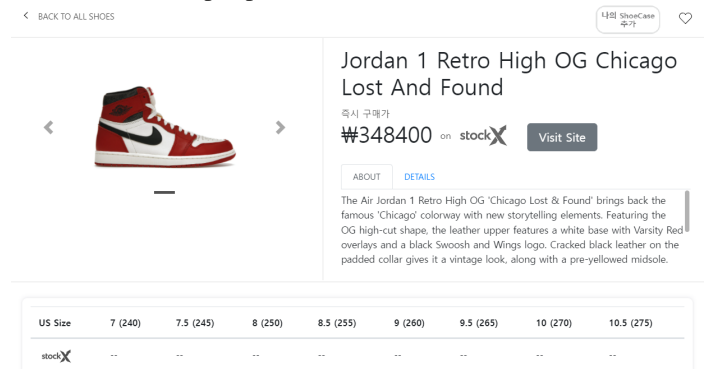 BACK TO ALL SHOES
나의 ShoeCase
추가
Jordan 1 Retro High OG Chicago
Lost And Found
즉시 구매가
₩348400 on stockX Visit Site
ABOUT DETAILS
The Air Jordan 1 Retro High OG 'Chicago Lost & Found' brings back the
famous 'Chicago' colorway with new storytelling elements. Featuring the
OG high-cut shape, the leather upper features a white base with Varsity Red
overlays and a black Swoosh and Wings logo. Cracked black leather on the
padded collar gives it a vintage look, along with a pre-yellowed midsole.
US Size 7 (240) 7.5 (245) 8 (250) 8.5 (255) 9 (260) 9.5 (265) 10 (270) 10.5 (275)
stockX -- -- -- -- -- -- -- --